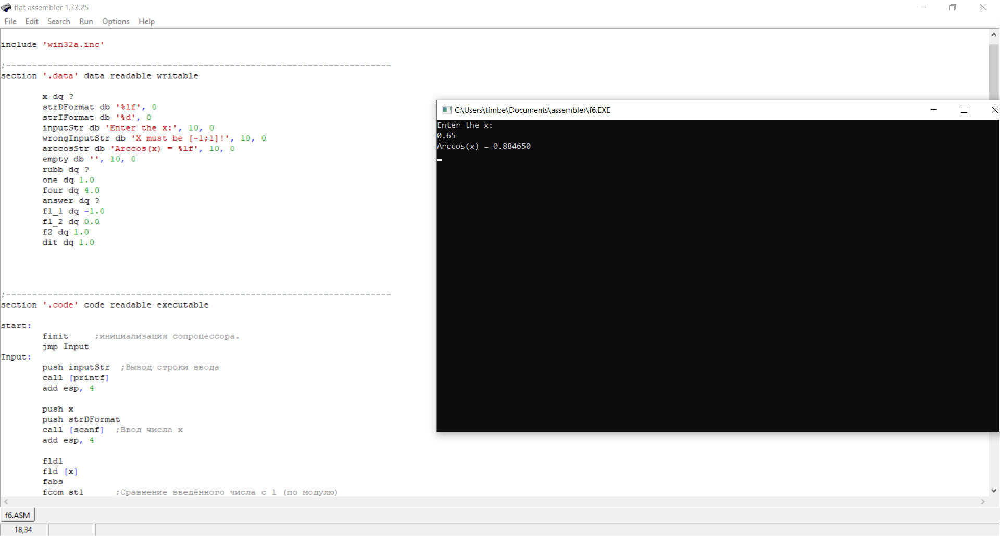 flat assembler 1.73.25
File Edit Search Run Options Help
include 'win32a.inc'
;--------------------------------------------------------------------------
section '.data' data readable writable
x dq ?
strDFormat db '%lf', 0
strIFormat db '%d', 0
inputStr db 'Enter the x:', 10, 0
wrongInputStr db 'X must be [-1;1]!', 10, 0
arccosStr db 'Arccos(x) = %lf', 10, 0
empty db '', 10, 0
rubb dq ?
one dq 1.0
four dq 4.0
answer dq ?
f1_1 dq -1.0
f1_2 dq 0.0
f2 dq 1.0
dit dq 1.0
;--------------------------------------------------------------------------
section '.code' code readable executable
start:
finit ;инициализация сопроцессора.
jmp Input
Input:
push inputStr ;Вывод строки ввода
call [printf]
add esp, 4
push x
push strDFormat
call [scanf] ;Ввод числа x
add esp, 4
fld1
fld [x]
fabs
fcom st1 ;Сравнение введённого числа с 1 (по модулю)
f6.ASM
18,34
C:\Users\timbe\Documents\assembler\f6.EXE
Enter the x:
0.65
Arccos(x) = 0.884650